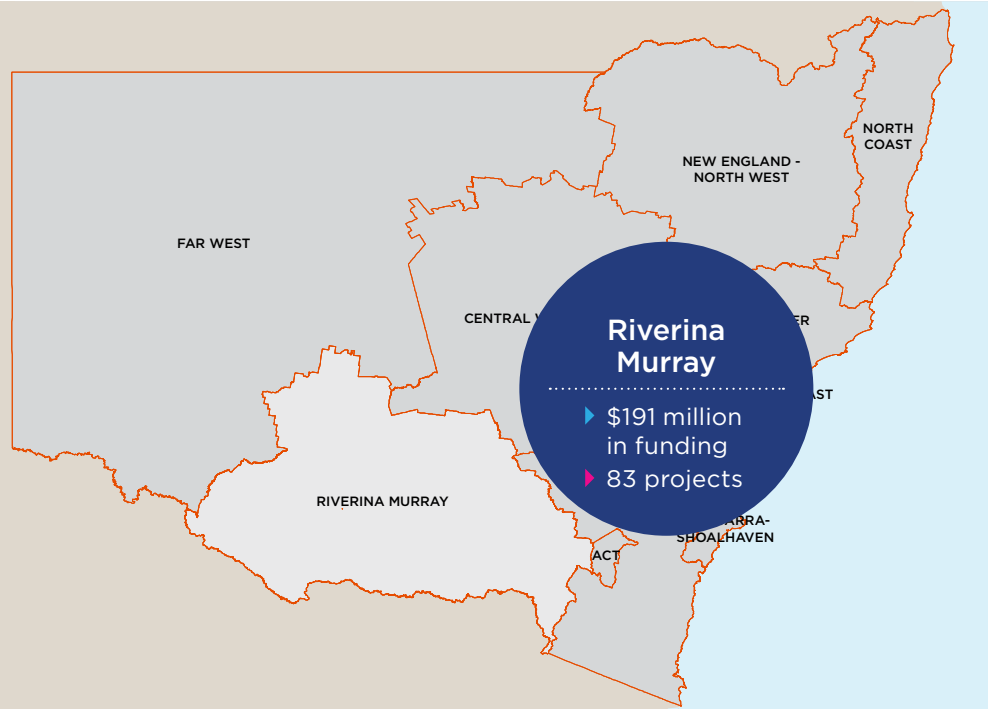 NORTH
COAST
NEW ENGLAND -
NORTH WEST
FAR WEST
CENTRAL
Riverina
Murray
$191 million
in funding
83 projects
RIVERINA MURRAY
SHOALHAVEN
ACT